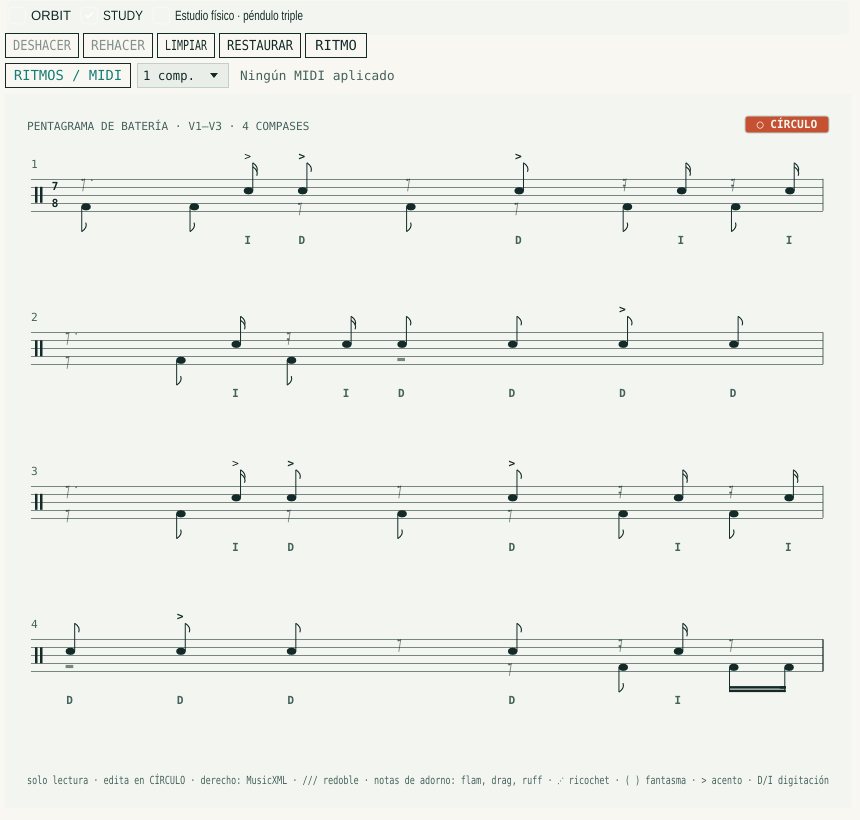 ORBIT STUDY Estudio físico · péndulo triple
DESHACER REHACER LIMPIAR RESTAURAR RITMO
RITMOS / MIDI 1 comp. Ningún MIDI aplicado
PENTAGRAMA DE BATERÍA · V1–V3 · 4 COMPASES
○ CÍRCULO
1
> > >
7
8
I D D I I
2
>
I I D D D D
3
> > >
I D D I I
4
>
D D D D I
solo lectura · edita en CÍRCULO · derecho: MusicXML · /// redoble · notas de adorno: flam, drag, ruff · ⋰ ricochet · ( ) fantasma · > acento · D/I digitación